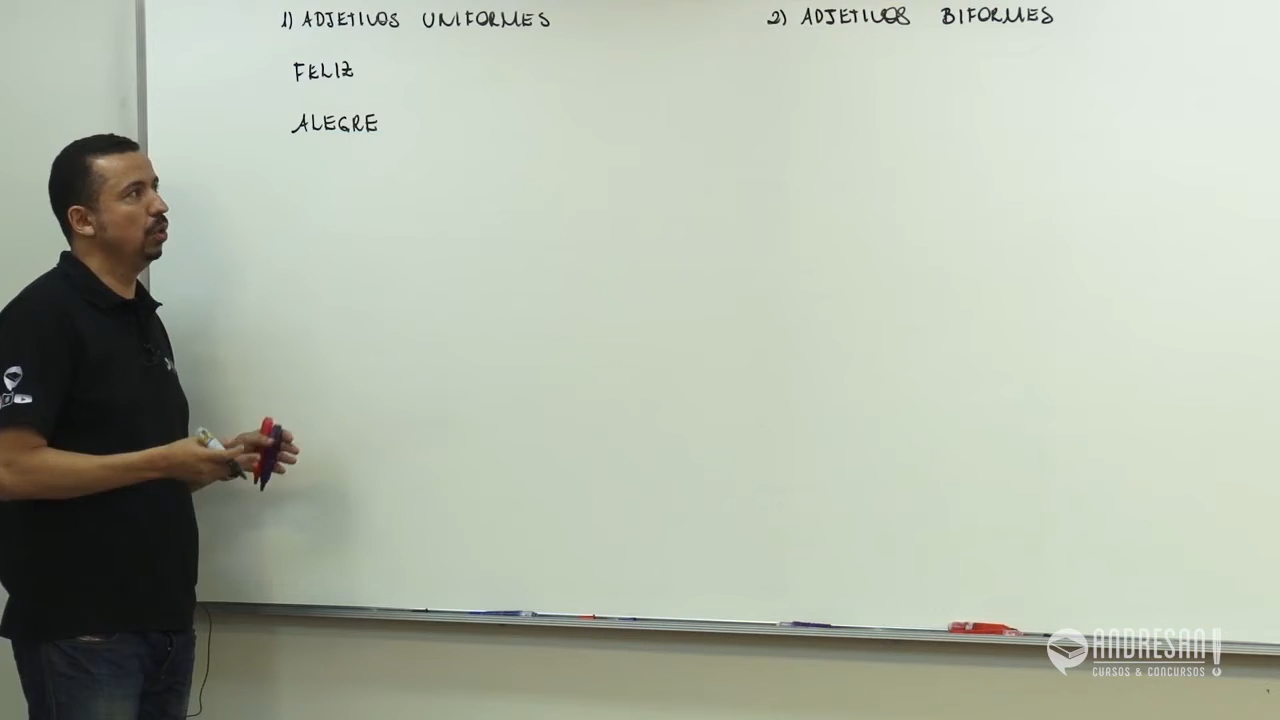 1) ADJETIVOS UNIFORMES
2) ADJETIVOS BIFORMES
FELIZ
ALEGRE
ANDRESAN!
CURSOS & CONCURSOS